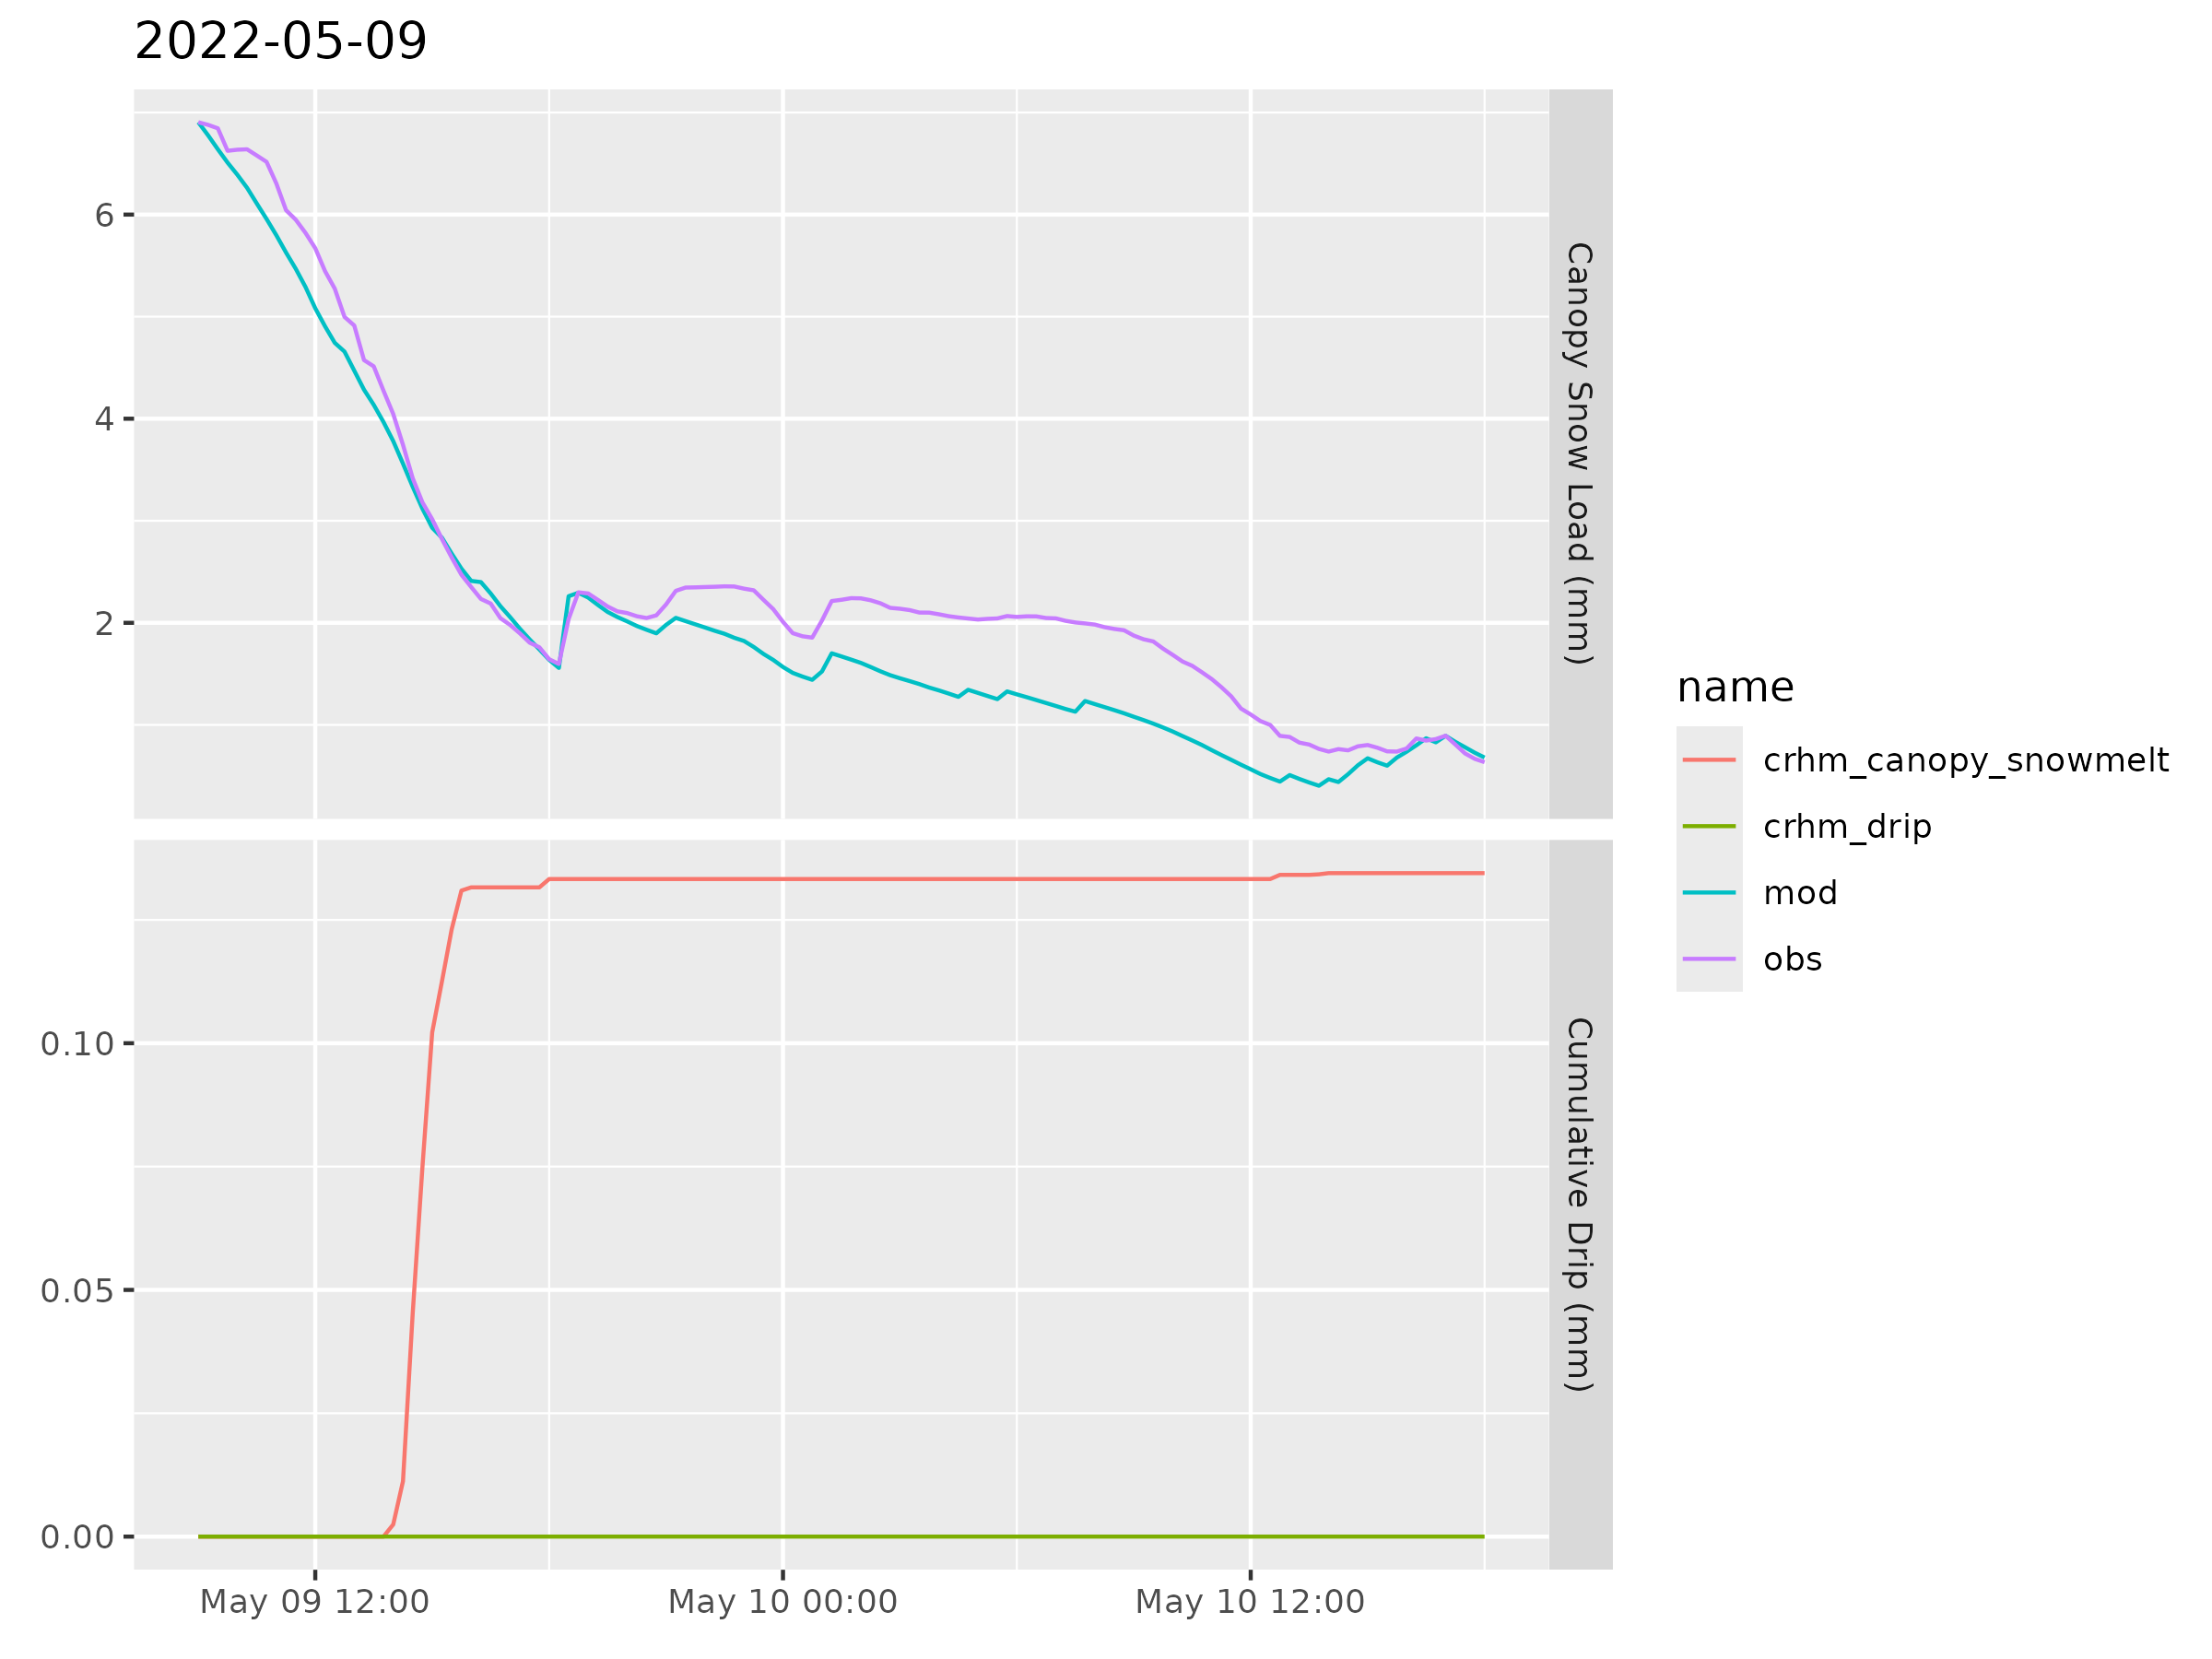 2022-05-09
6
4
2
Canopy Snow Load (mm)
0.10
0.05
0.00
Cumulative Drip (mm)
May 09 12:00
May 10 00:00
May 10 12:00
name
crhm_canopy_snowmelt
crhm_drip
mod
obs